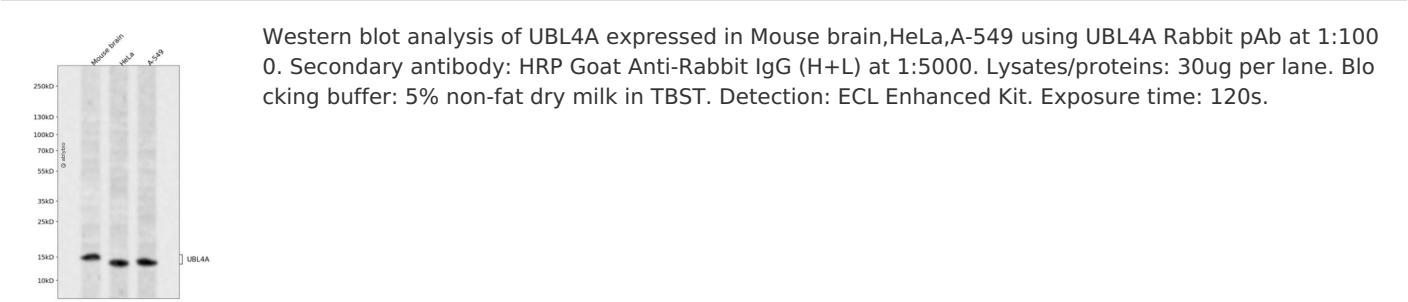 Mouse brain
HeLa
A-549
250kD
130kD
100kD
70kD
55kD
35kD
25kD
15kD
10kD
@ abbybio
UBL4A
Western blot analysis of UBL4A expressed in Mouse brain,HeLa,A-549 using UBL4A Rabbit pAb at 1:100
0. Secondary antibody: HRP Goat Anti-Rabbit IgG (H+L) at 1:5000. Lysates/proteins: 30ug per lane. Blo
cking buffer: 5% non-fat dry milk in TBST. Detection: ECL Enhanced Kit. Exposure time: 120s.